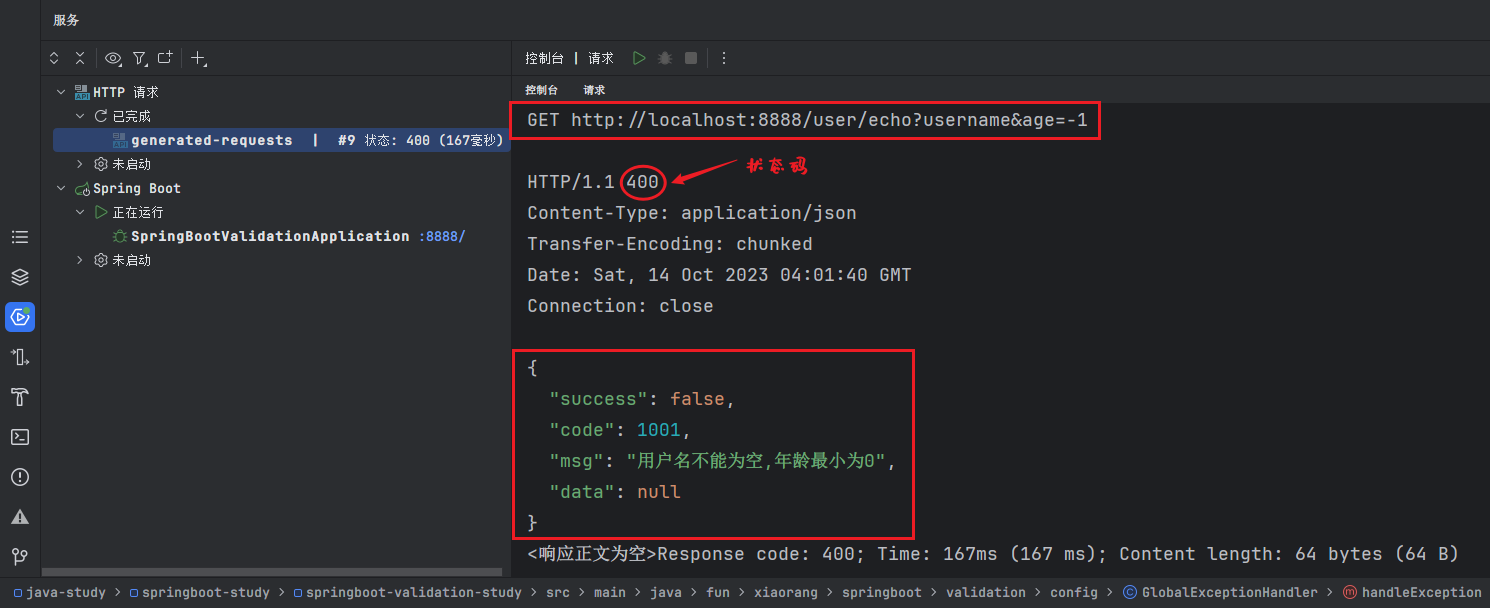 服务
控制台 | 请求
控制台 请求
HTTP 请求
已完成
generated-requests | #9 状态: 400 (167毫秒)
未启动
Spring Boot
正在运行
SpringBootValidationApplication :8888/
未启动
GET http://localhost:8888/user/echo?username&age=-1
HTTP/1.1 400
状态码
Content-Type: application/json
Transfer-Encoding: chunked
Date: Sat, 14 Oct 2023 04:01:40 GMT
Connection: close
{
"success": false,
"code": 1001,
"msg": "用户名不能为空,年龄最小为0",
"data": null
}
<响应正文为空>Response code: 400; Time: 167ms (167 ms); Content length: 64 bytes (64 B)
java-study > springboot-study > springboot-validation-study > src > main > java > fun > xiaorang > springboot > validation > config > GlobalExceptionHandler > handleException